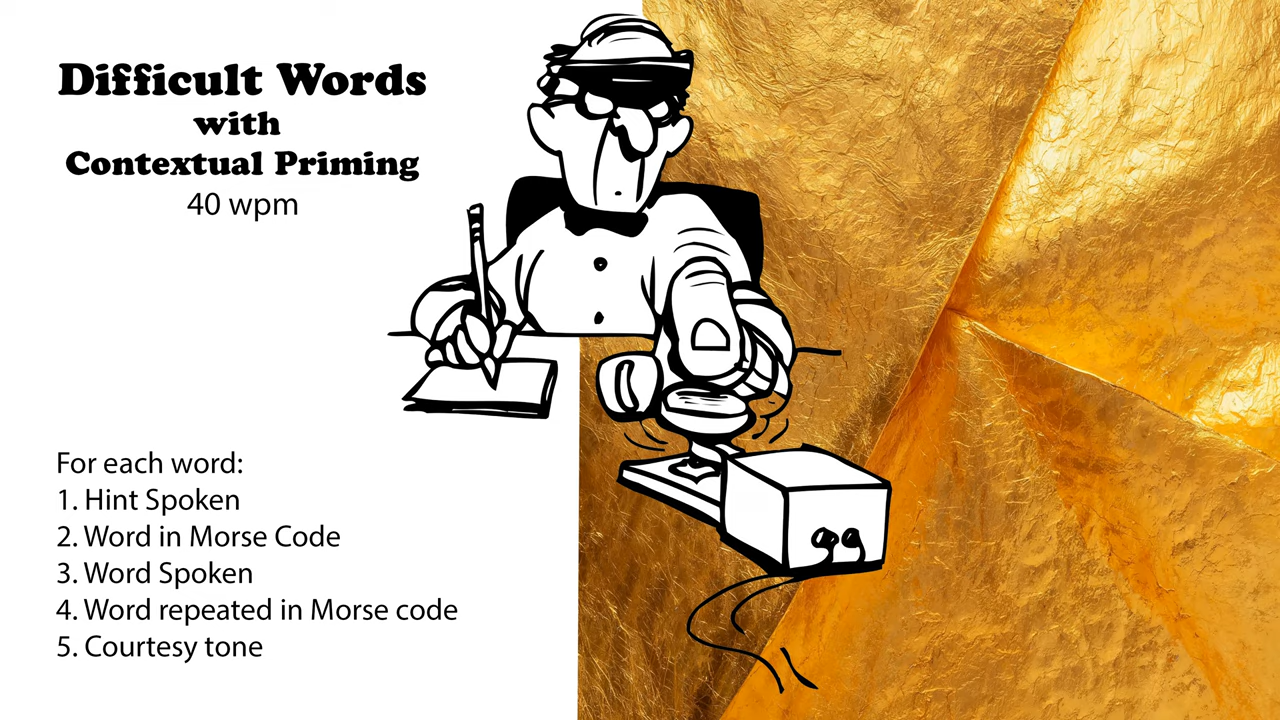 Difficult Words
with
Contextual Priming
40 wpm
For each word:
1. Hint Spoken
2. Word in Morse Code
3. Word Spoken
4. Word repeated in Morse code
5. Courtesy tone